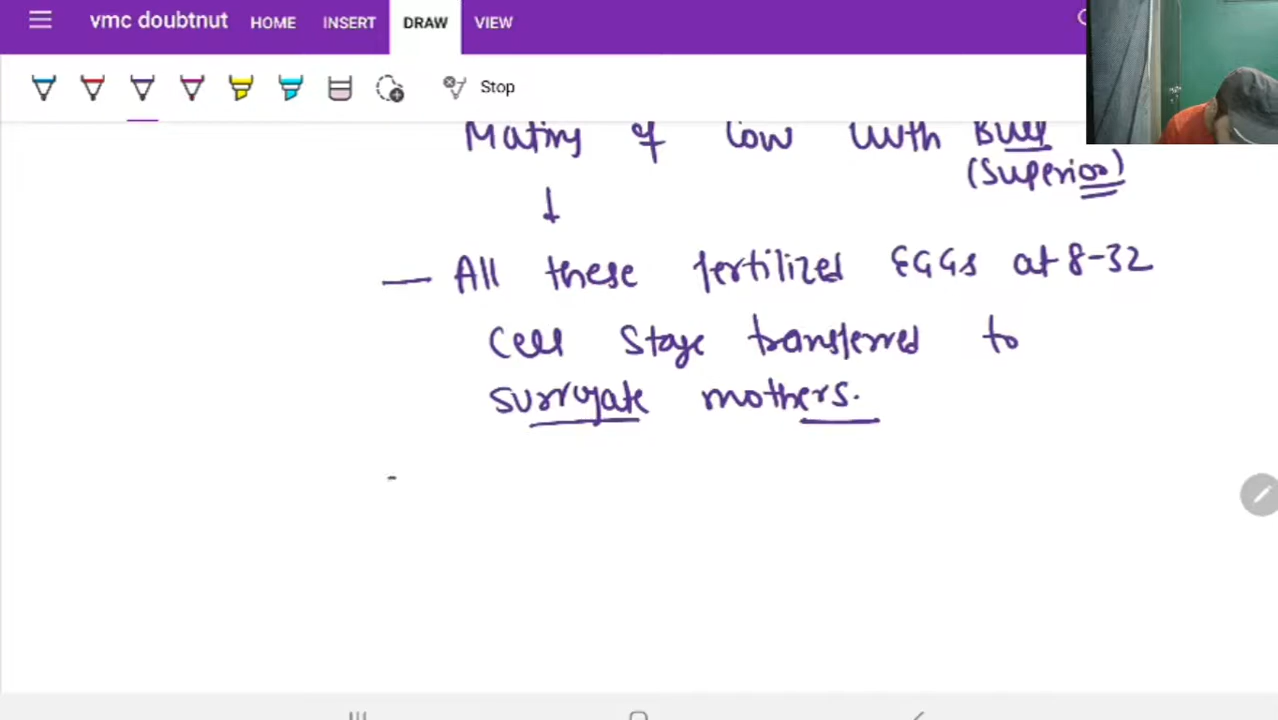 vmc doubtnut HOME INSERT DRAW VIEW
Stop
Mating of Cow with Bull
(Superior)
— All these fertilized EGGs at 8-32
Cell Stage transferred to
surrogate mothers.
-